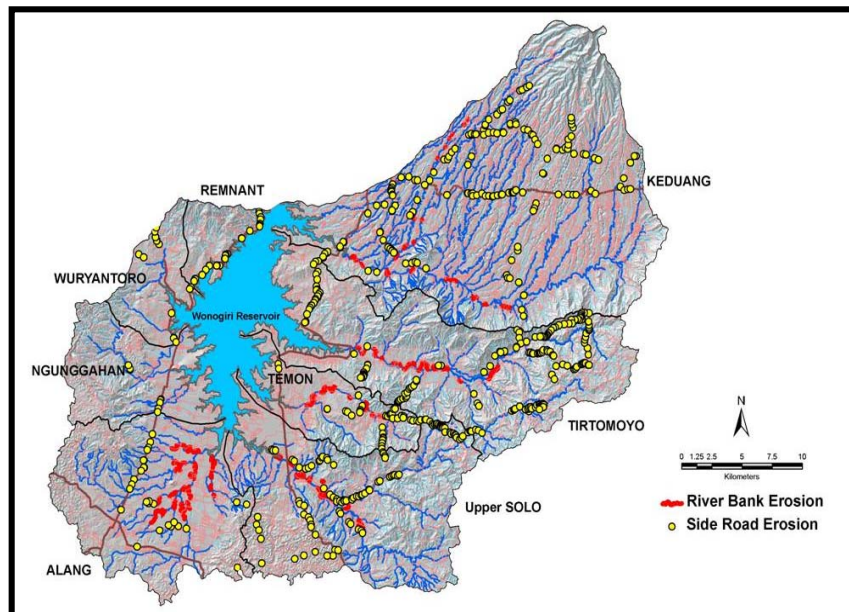 REMNANT
KEDUANG
WURYANTORO
Wonogiri Reservoir
NGUNGGAHAN
TEMON
TIRTOMOYO
N
0 1.25 2.5 5 7.5 10
Kilometers
Upper SOLO
River Bank Erosion
Side Road Erosion
ALANG